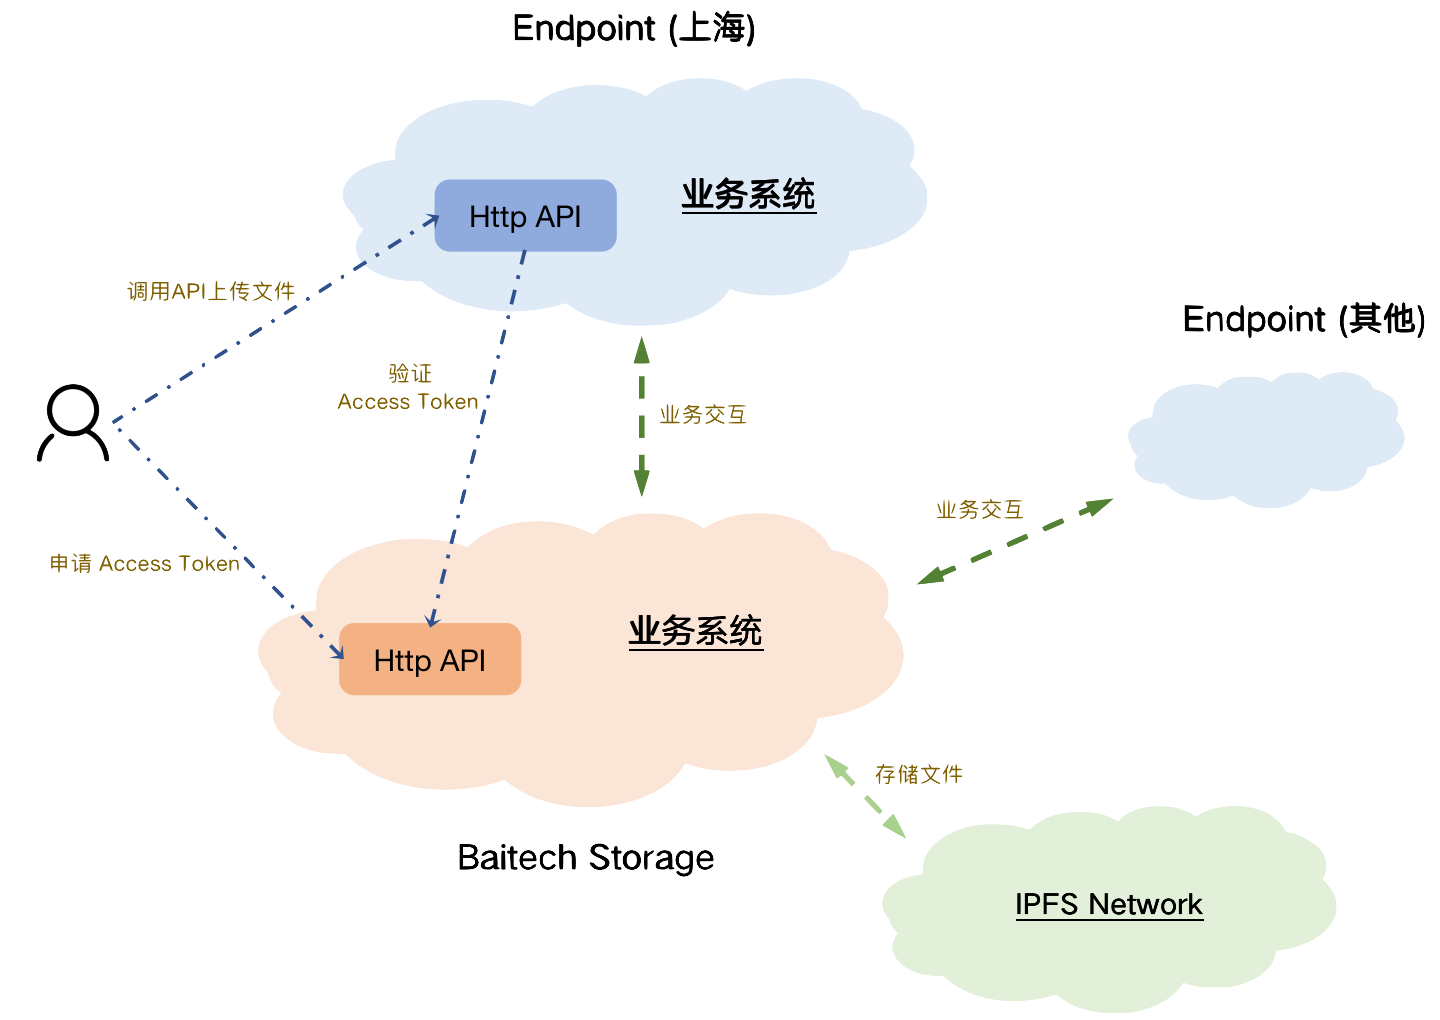 Endpoint (上海)
业务系统
Http API
调用API上传文件
Endpoint (其他)
验证
Access Token
业务交互
业务交互
申请 Access Token
业务系统
Http API
存储文件
Baitech Storage
IPFS Network